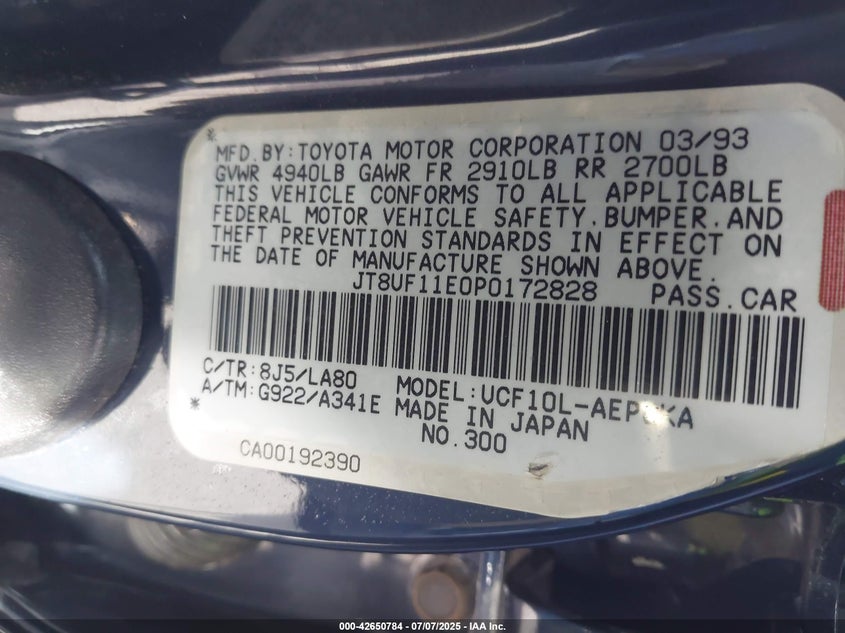 MFD.BY:TOYOTA MOTOR CORPORATION 03/93
GVWR 4940LB GAWR FR 2910LB RR 2700LB
THIS VEHICLE CONFORMS TO ALL APPLICABLE
FEDERAL MOTOR VEHICLE SAFETY.BUMPER.AND
THEFT PREVENTION STANDARDS IN EFFECT ON
THE DATE OF MANUFACTURE SHOWN ABOVE.
JT8UF11E0P0172828 PASS.CAR
C/TR:8J5/LA80 MODEL:UCF10L-
A/TM:G922/A341E MADE IN JAPAN
NO.300
CA00192390
000-42650784 - 07/07/2025 - IAA Inc.